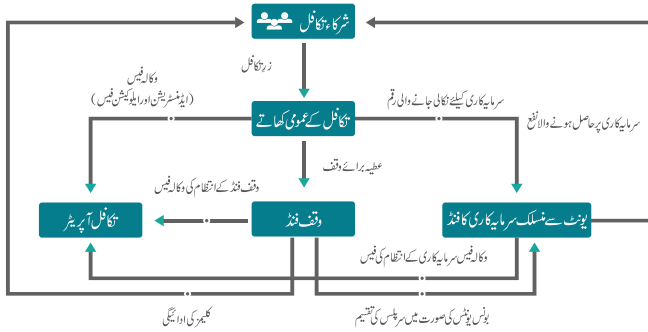 شرکاء تکافل
زرِ تکافل
وکالہ فیس
(ایڈمنسٹریشن اور ایلوکیشن فیس)
سرمایہ کاری کیلئے نکالی جانے والی رقم
تکافل کے عمومی کھاتے
سرمایہ کاری پر حاصل ہونے والا نفع
عطیہ برائے وقف
وقف فنڈ کے انتظام کی وکالہ فیس
یونٹ سے منسلک سرمایہ کاری کا فنڈ
وقف فنڈ
تکافل آپریٹر
وکالہ فیس سرمایہ کاری کے انتظام کی فیس
بونس یونٹس کی صورت میں سرپلس کی تقسیم
کلیمز کی ادائیگی